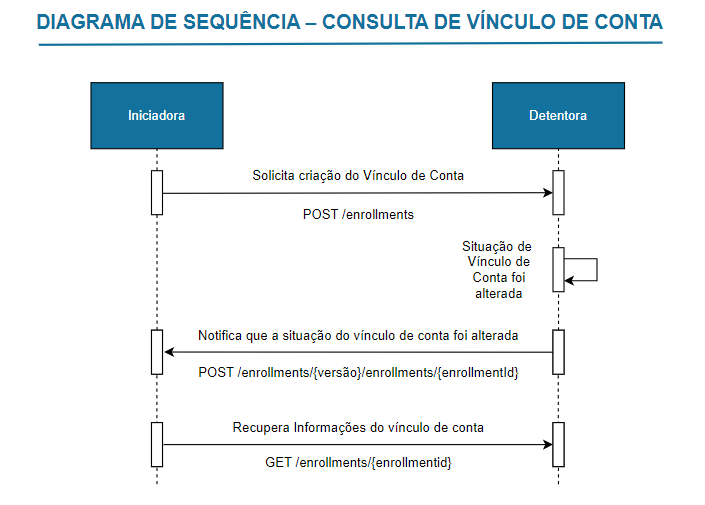 DIAGRAMA DE SEQUÊNCIA – CONSULTA DE VÍNCULO DE CONTA
Iniciadora
Detentora
Solicita criação do Vínculo de Conta
POST /enrollments
Situação de
Vínculo de
Conta foi
alterada
Notifica que a situação do vínculo de conta foi alterada
POST /enrollments/{versão}/enrollments/{enrollmentId}
Recupera Informações do vínculo de conta
GET /enrollments/{enrollmentid}